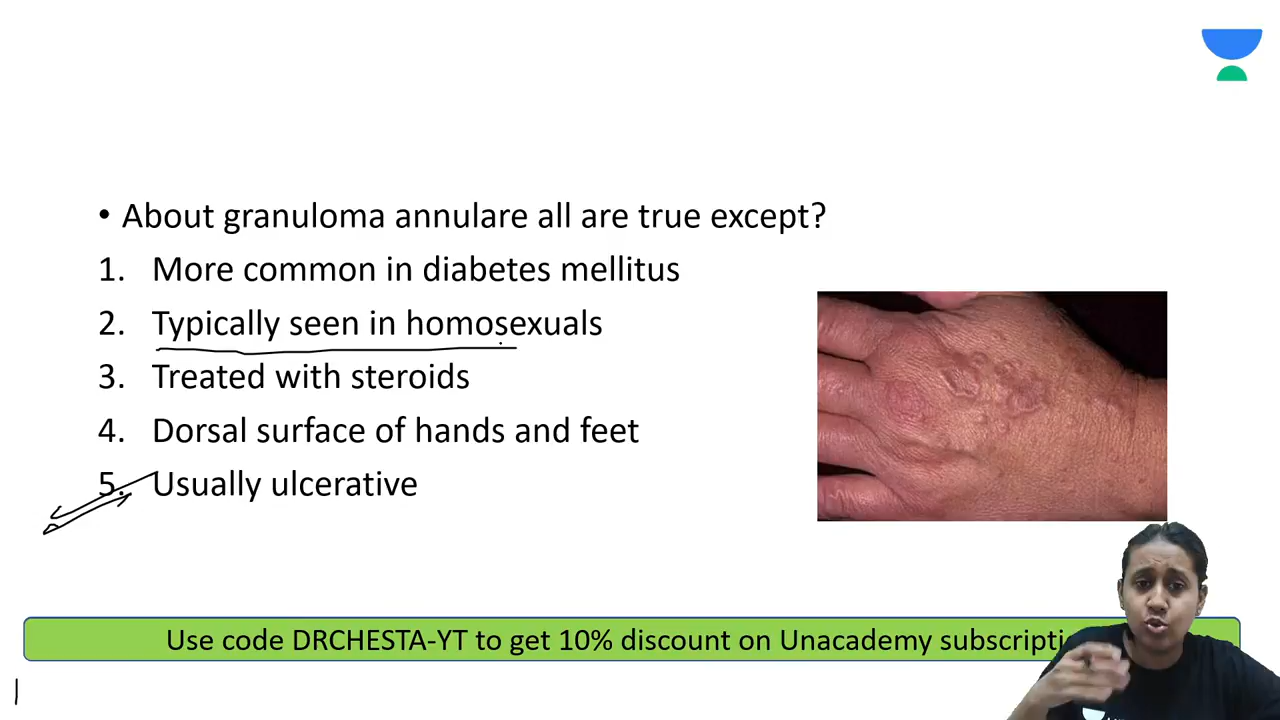 • About granuloma annulare all are true except?
1. More common in diabetes mellitus
2. Typically seen in homosexuals
3. Treated with steroids
4. Dorsal surface of hands and feet
5. Usually ulcerative
Use code DRCHESTA-YT to get 10% discount on Unacademy